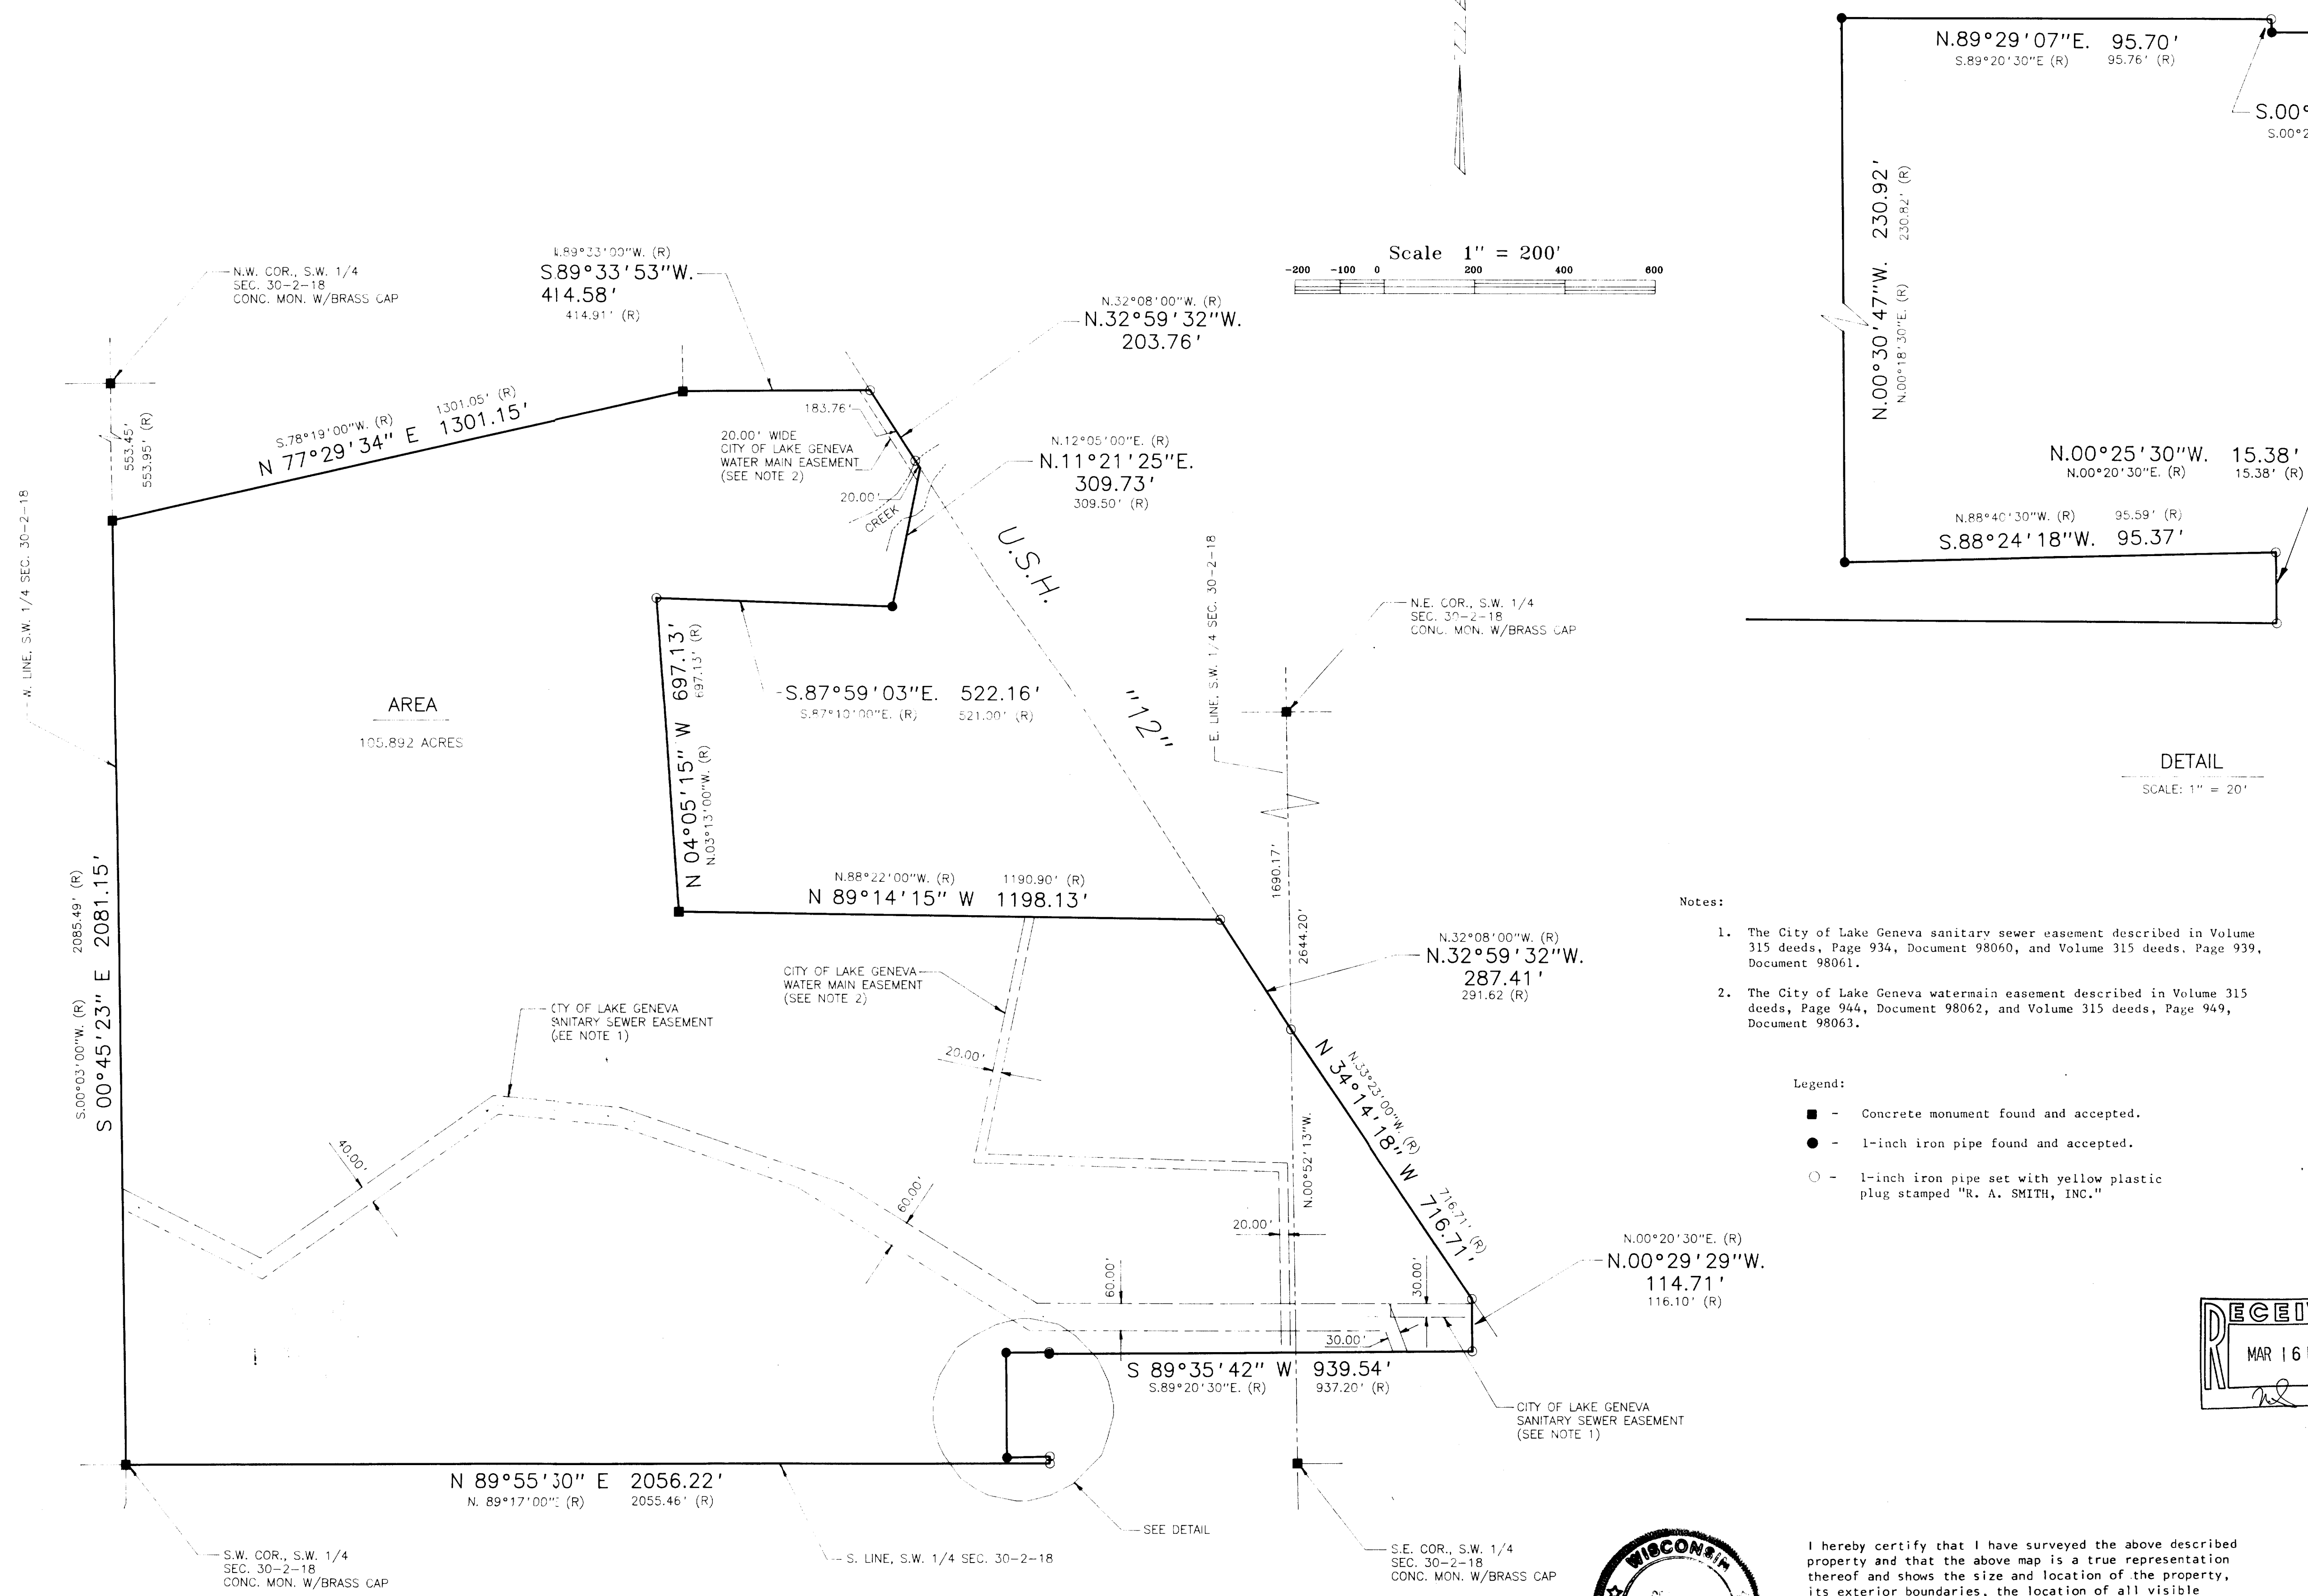 N.89°29'07"E. 95.70'
S.89°20'30"E (R) 95.76' (R)
S.00°
N.00°30'47"W. 230.92'
N.00°18'30"E. (R) 230.82' (R)
N.00°25'30"W. 15.38'
N.00°20'30"E. (R) 15.38' (R)
N.88°40'30"W. (R) 95.59' (R)
S.88°24'18"W. 95.37'
DETAIL
SCALE: 1" = 20'
Scale 1" = 200'
-200 -100 0 200 400 600
N.W. COR., S.W. 1/4
SEC. 30-2-18
CONC. MON. W/BRASS CAP
.89°33'00"W. (R)
S.89°33'53"W.
414.58'
414.91' (R)
N.32°08'00"W. (R)
N.32°59'32"W.
203.76'
183.76'
20.00' WIDE
CITY OF LAKE GENEVA
WATER MAIN EASEMENT
(SEE NOTE 2)
20.00'
CREEK
N.12°05'00"E. (R)
N.11°21'25"E.
309.73'
309.50' (R)
553.45'
553.95' (R)
S.78°19'00"W. (R) 1301.05' (R)
N 77°29'34" E 1301.15'
W. LINE, S.W. 1/4 SEC. 30-2-18
U.S.H. "12"
E. LINE, S.W. 1/4 SEC. 30-2-18
N.E. COR., S.W. 1/4
SEC. 30-2-18
CONC. MON. W/BRASS CAP
AREA
105.892 ACRES
S.87°59'03"E. 522.16'
S.87°10'00"E. (R) 521.00' (R)
N 04°05'15" W 697.13'
N.03°13'00"W. (R) 697.13' (R)
N.88°22'00"W. (R) 1190.90' (R)
N 89°14'15" W 1198.13'
1690.17'
2644.20'
N.00°52'13"W.
S.00°03'00"W. (R) 2085.49' (R)
S 00°45'23" E 2081.15'
CITY OF LAKE GENEVA
WATER MAIN EASEMENT
(SEE NOTE 2)
CTY OF LAKE GENEVA
SANITARY SEWER EASEMENT
(SEE NOTE 1)
20.00'
N.32°08'00"W. (R)
N.32°59'32"W.
287.41'
291.62 (R)
N.33°23'00"W. (R) 716.71' (R)
N 34°14'18" W 716.71'
40.00'
60.00'
20.00'
60.00'
30.00'
30.00'
N.00°20'30"E. (R)
N.00°29'29"W.
114.71'
116.10' (R)
S 89°35'42" W 939.54'
S.89°20'30"E. (R) 937.20' (R)
CITY OF LAKE GENEVA
SANITARY SEWER EASEMENT
(SEE NOTE 1)
N 89°55'30" E 2056.22'
N. 89°17'00" (R) 2055.46' (R)
SEE DETAIL
S.W. COR., S.W. 1/4
SEC. 30-2-18
CONC. MON. W/BRASS CAP
S. LINE, S.W. 1/4 SEC. 30-2-18
S.E. COR., S.W. 1/4
SEC. 30-2-18
CONC. MON. W/BRASS CAP
Notes:
1. The City of Lake Geneva sanitary sewer easement described in Volume
315 deeds, Page 934, Document 98060, and Volume 315 deeds, Page 939,
Document 98061.
2. The City of Lake Geneva watermain easement described in Volume 315
deeds, Page 944, Document 98062, and Volume 315 deeds, Page 949,
Document 98063.
Legend:
■ - Concrete monument found and accepted.
● - 1-inch iron pipe found and accepted.
○ - 1-inch iron pipe set with yellow plastic
plug stamped "R. A. SMITH, INC."
RECEI
MAR 16
WISCONSIN
I hereby certify that I have surveyed the above described
property and that the above map is a true representation
thereof and shows the size and location of the property,
its exterior boundaries, the location of all visible